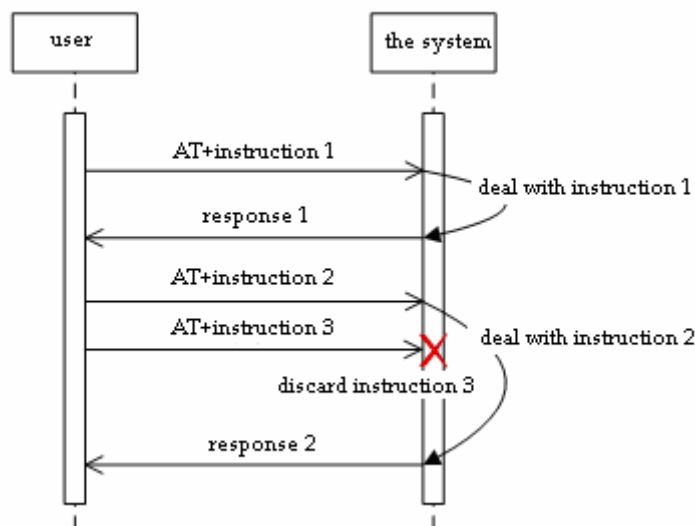 user
the system
AT+instruction 1
deal with instruction 1
response 1
AT+instruction 2
AT+instruction 3
deal with instruction 2
discard instruction 3
response 2